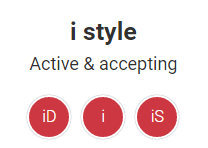 i style
Active & accepting
iD i iS